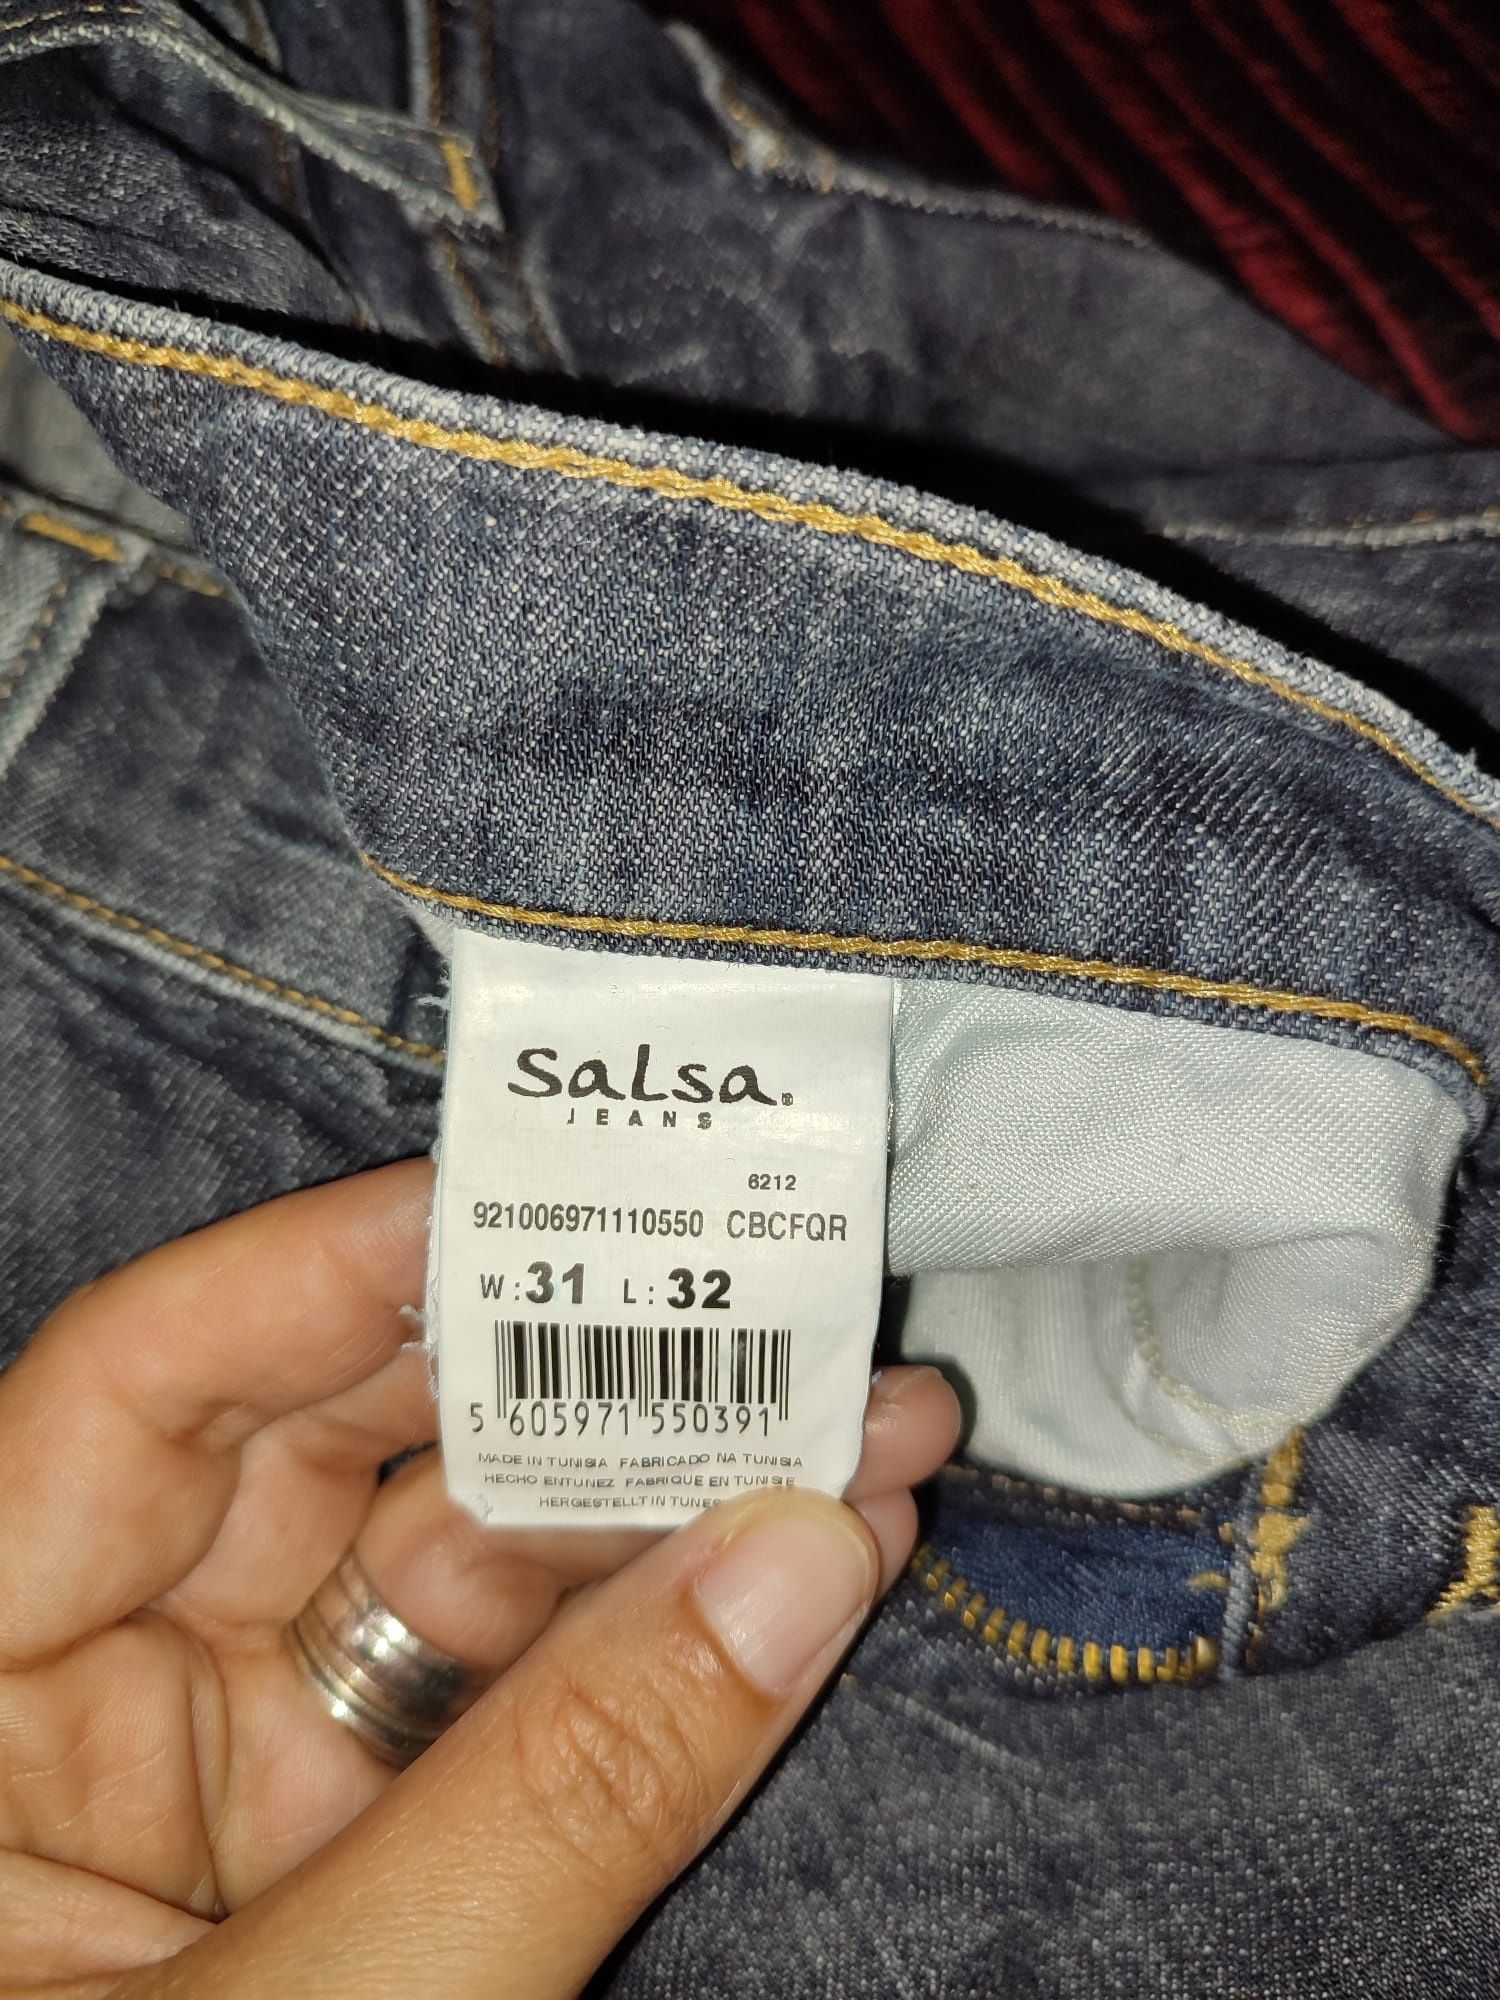 Salsa
JEANS
6212
921006971110550 CBCFQR
W:31 L:32
5 605971 550391
MADE IN TUNISIA FABRICADO NA TUNISIA
HECHO EN TUNEZ FABRIQUE EN TUNISIE
HERGESTELLT IN